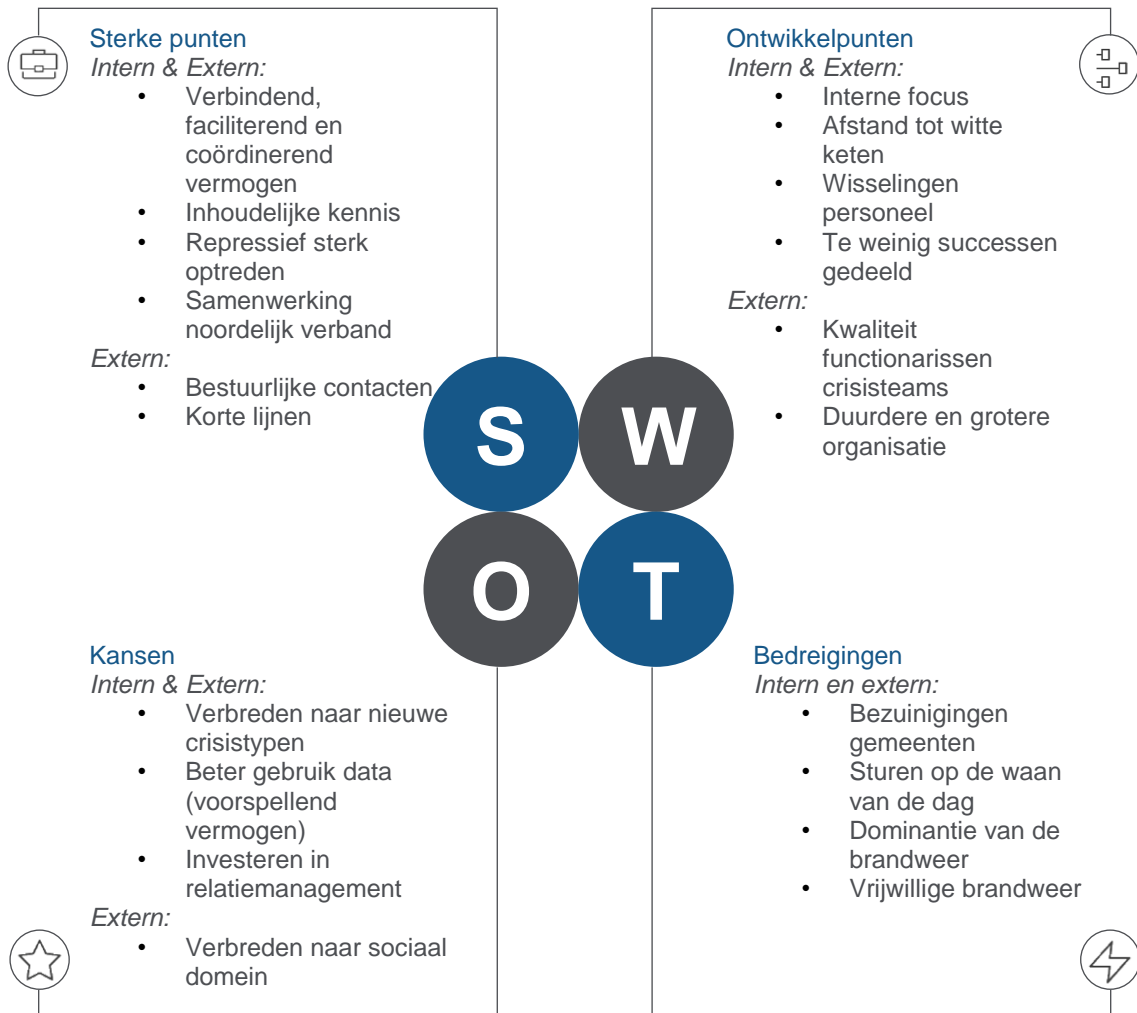 Sterke punten
Intern & Extern:
• Verbindend,
faciliterend en
coördinerend
vermogen
• Inhoudelijke kennis
• Repressief sterk
optreden
• Samenwerking
noordelijk verband
Extern:
• Bestuurlijke contacten
• Korte lijnen
Ontwikkelpunten
Intern & Extern:
• Interne focus
• Afstand tot witte
keten
• Wisselingen
personeel
• Te weinig successen
gedeeld
Extern:
• Kwaliteit
functionarissen
crisisteams
• Duurdere en grotere
organisatie
S W
O T
Kansen
Intern & Extern:
• Verbreden naar nieuwe
crisistypen
• Beter gebruik data
(voorspellend
vermogen)
• Investeren in
relatiemanagement
Extern:
• Verbreden naar sociaal
domein
Bedreigingen
Intern en extern:
• Bezuinigingen
gemeenten
• Sturen op de waan
van de dag
• Dominantie van de
brandweer
• Vrijwillige brandweer